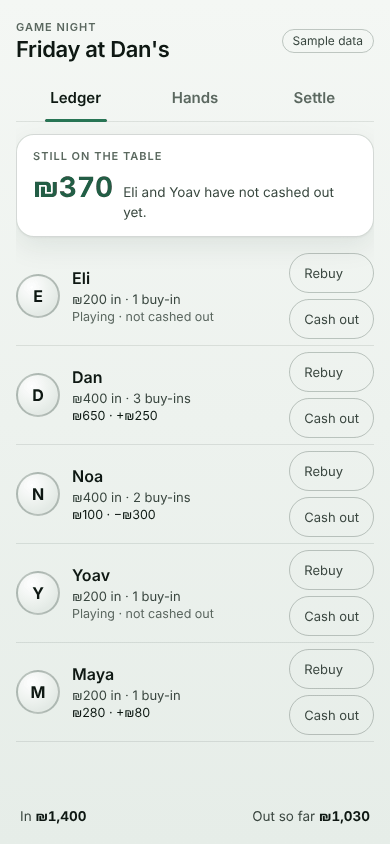 GAME NIGHT
Friday at Dan's
Sample data
Ledger
Hands
Settle
STILL ON THE TABLE
₪370
Eli and Yoav have not cashed out
yet.
E
Eli
₪200 in · 1 buy-in
Playing · not cashed out
Rebuy
Cash out
D
Dan
₪400 in · 3 buy-ins
₪650 · +₪250
Rebuy
Cash out
N
Noa
₪400 in · 2 buy-ins
₪100 · −₪300
Rebuy
Cash out
Y
Yoav
₪200 in · 1 buy-in
Playing · not cashed out
Rebuy
Cash out
M
Maya
₪200 in · 1 buy-in
₪280 · +₪80
Rebuy
Cash out
In ₪1,400
Out so far ₪1,030